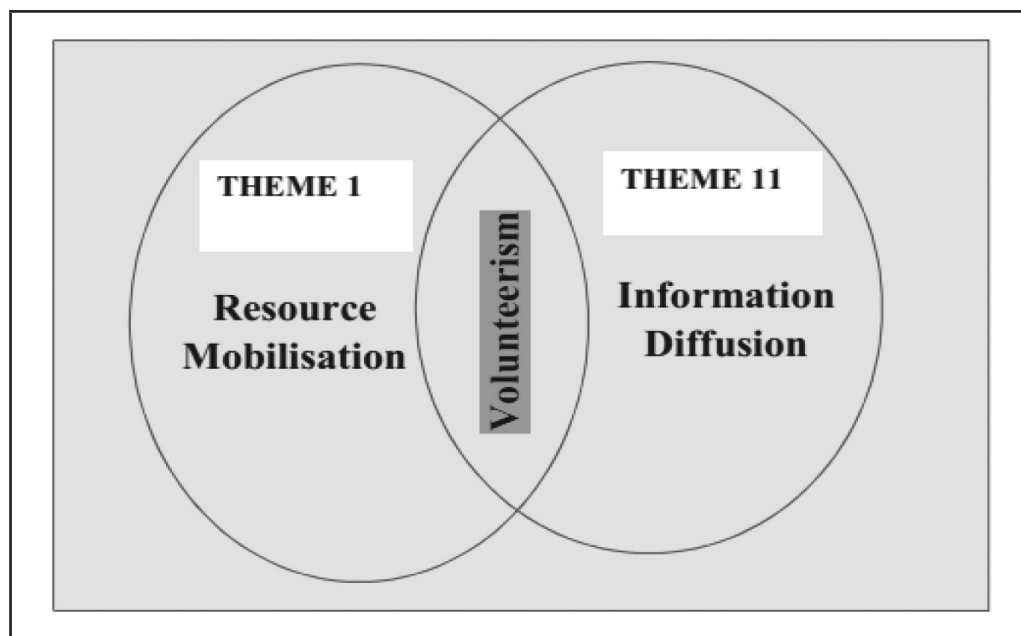 THEME 1
Resource
Mobilisation
Volunteerism
THEME 11
Information
Diffusion